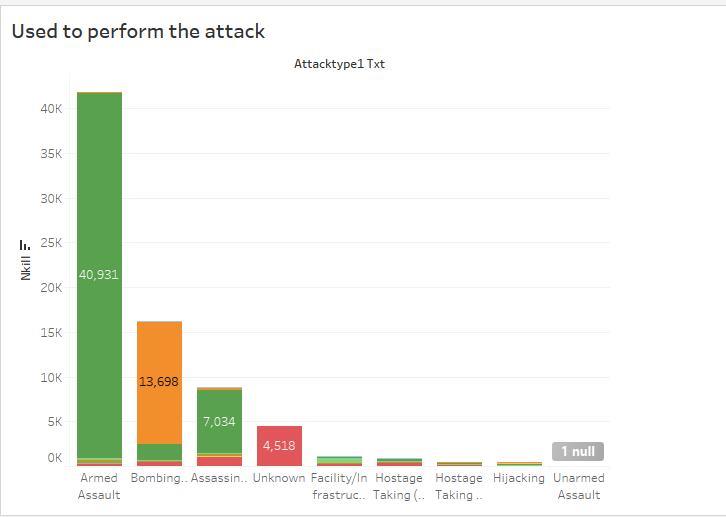 Used to perform the attack
Attacktype1 Txt
40K
35K
30K
25K
20K
15K
10K
5K
0K
Nkill
40,931
13,698
7,034
4,518
1 null
Armed Assault
Bombing..
Assassin..
Unknown
Facility/In
frastruc..
Hostage
Taking (..
Hostage
Taking ..
Hijacking
Unarmed
Assault